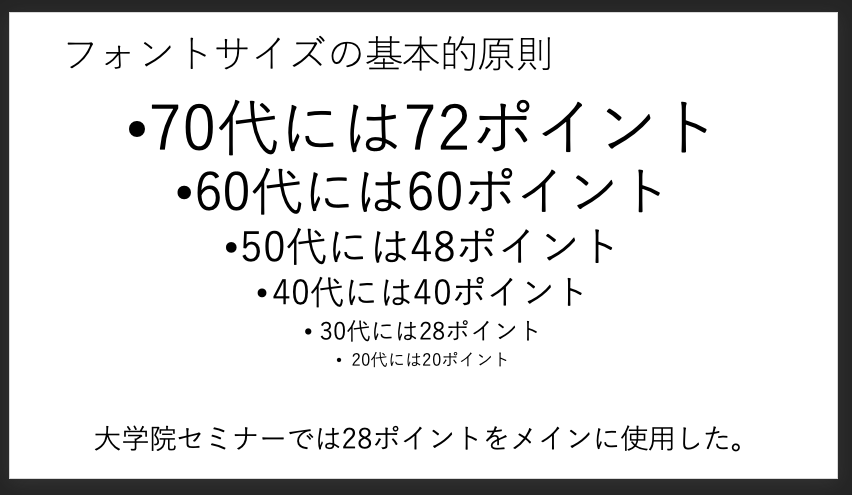 フォントサイズの基本的原則
•70代には72ポイント
•60代には60ポイント
•50代には48ポイント
•40代には40ポイント
• 30代には28ポイント
• 20代には20ポイント
大学院セミナーでは28ポイントをメインに使用した。